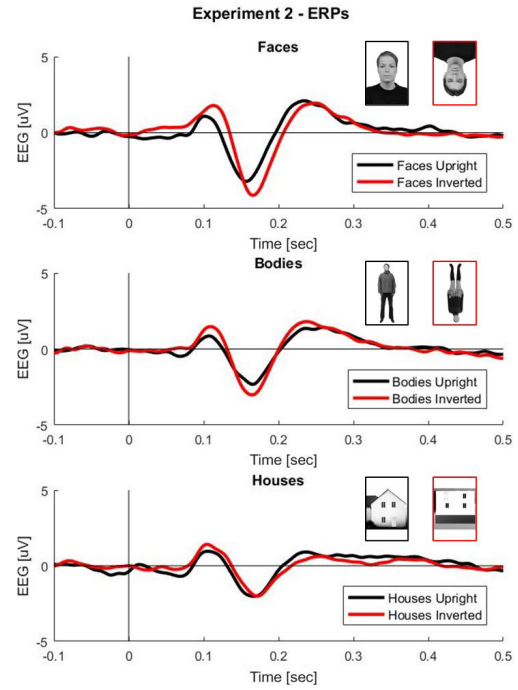 Experiment 2 - ERPs
Faces
5
0
-5
EEG [uV]
Faces Upright
Faces Inverted
-0.1 0 0.1 0.2 0.3 0.4 0.5
Time [sec]
Bodies
5
0
-5
EEG [uV]
Bodies Upright
Bodies Inverted
-0.1 0 0.1 0.2 0.3 0.4 0.5
Time [sec]
Houses
5
0
-5
EEG [uV]
Houses Upright
Houses Inverted
-0.1 0 0.1 0.2 0.3 0.4 0.5
Time [sec]